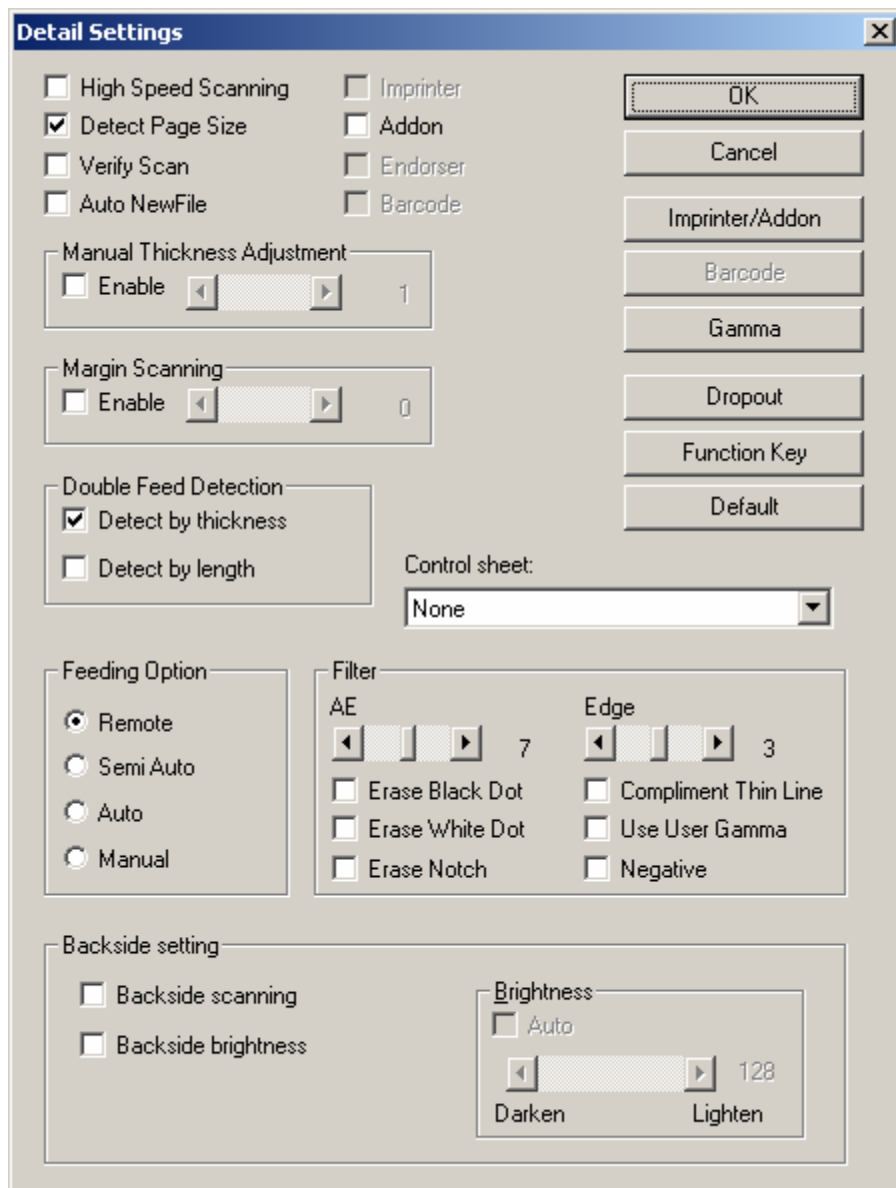 Detail Settings
High Speed Scanning
Detect Page Size
Verify Scan
Auto NewFile
Imprinter
Addon
Endorser
Barcode
OK
Cancel
Imprinter/Addon
Barcode
Gamma
Dropout
Function Key
Default
Manual Thickness Adjustment
Enable 1
Margin Scanning
Enable 0
Double Feed Detection
Detect by thickness
Detect by length
Control sheet:
None
Feeding Option
Remote
Semi Auto
Auto
Manual
Filter
AE
7
Erase Black Dot
Erase White Dot
Erase Notch
Edge
3
Compliment Thin Line
Use User Gamma
Negative
Backside setting
Backside scanning
Backside brightness
Brightness
Auto
128
Darken Lighten